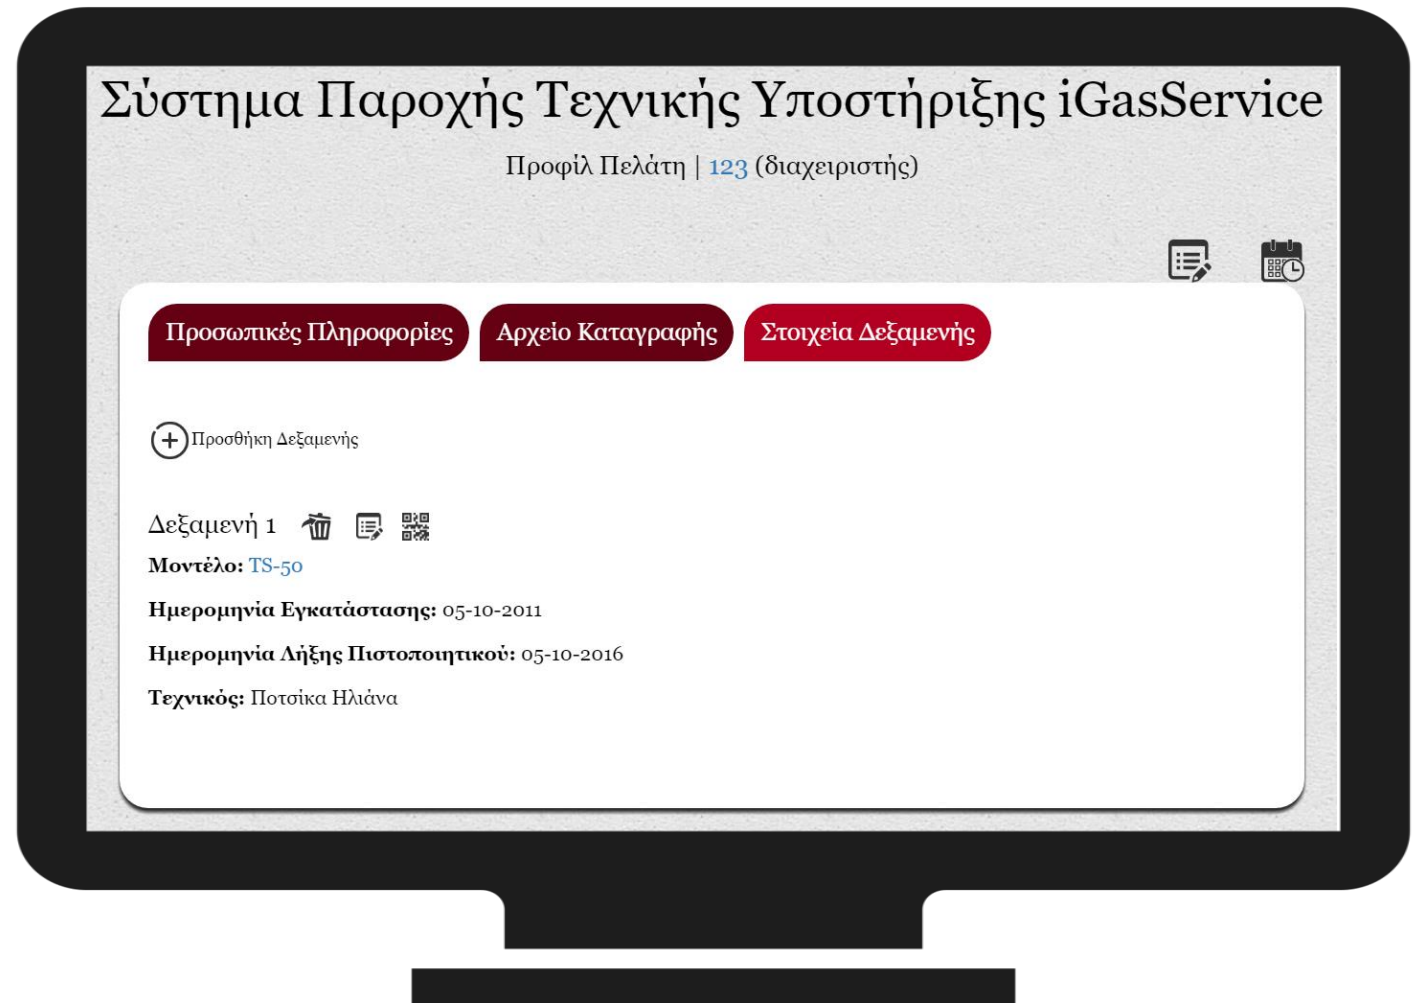 Σύστημα Παροχής Τεχνικής Υποστήριξης iGasService
Προφίλ Πελάτη | 123 (διαχειριστής)
Προσωπικές Πληροφορίες Αρχείο Καταγραφής Στοιχεία Δεξαμενής
Προσθήκη Δεξαμενής
Δεξαμενή 1
Μοντέλο: TS-50
Ημερομηνία Εγκατάστασης: 05-10-2011
Ημερομηνία Λήξης Πιστοποιητικού: 05-10-2016
Τεχνικός: Ποτσίκα Ηλιάνα